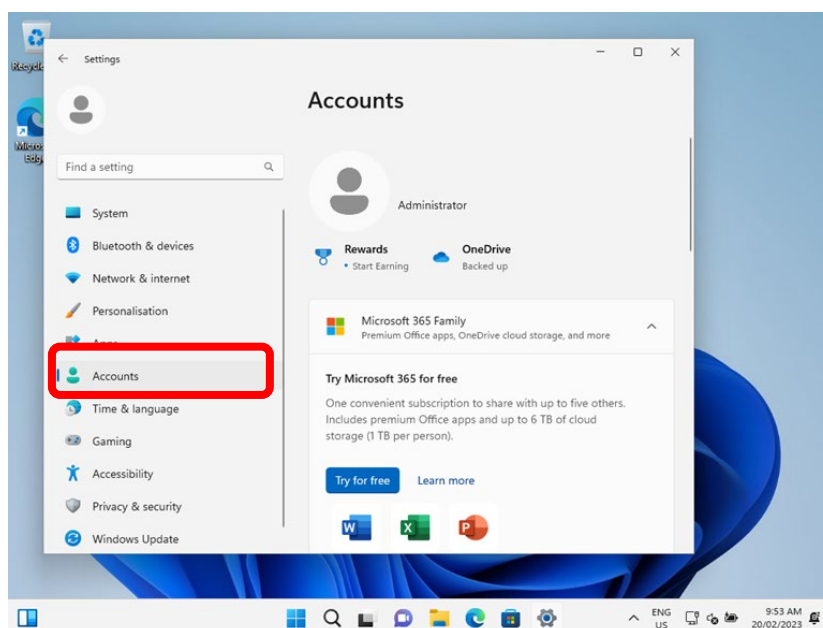 Recycle
Settings
Accounts
Find a setting
Administrator
System
Rewards
OneDrive
Bluetooth & devices
• Start Earning
Backed up
Network & internet
Personalisation
Microsoft 365 Family
Premium Office apps, OneDrive cloud storage, and more
Apps
Accounts
Try Microsoft 365 for free
Time & language
One convenient subscription to share with up to five others.
Includes premium Office apps and up to 6 TB of cloud
storage (1 TB per person).
Gaming
Accessibility
Try for free
Learn more
Privacy & security
Windows Update
W
X
P
Micros
Edge
ENG
US
9:53 AM
20/02/2023